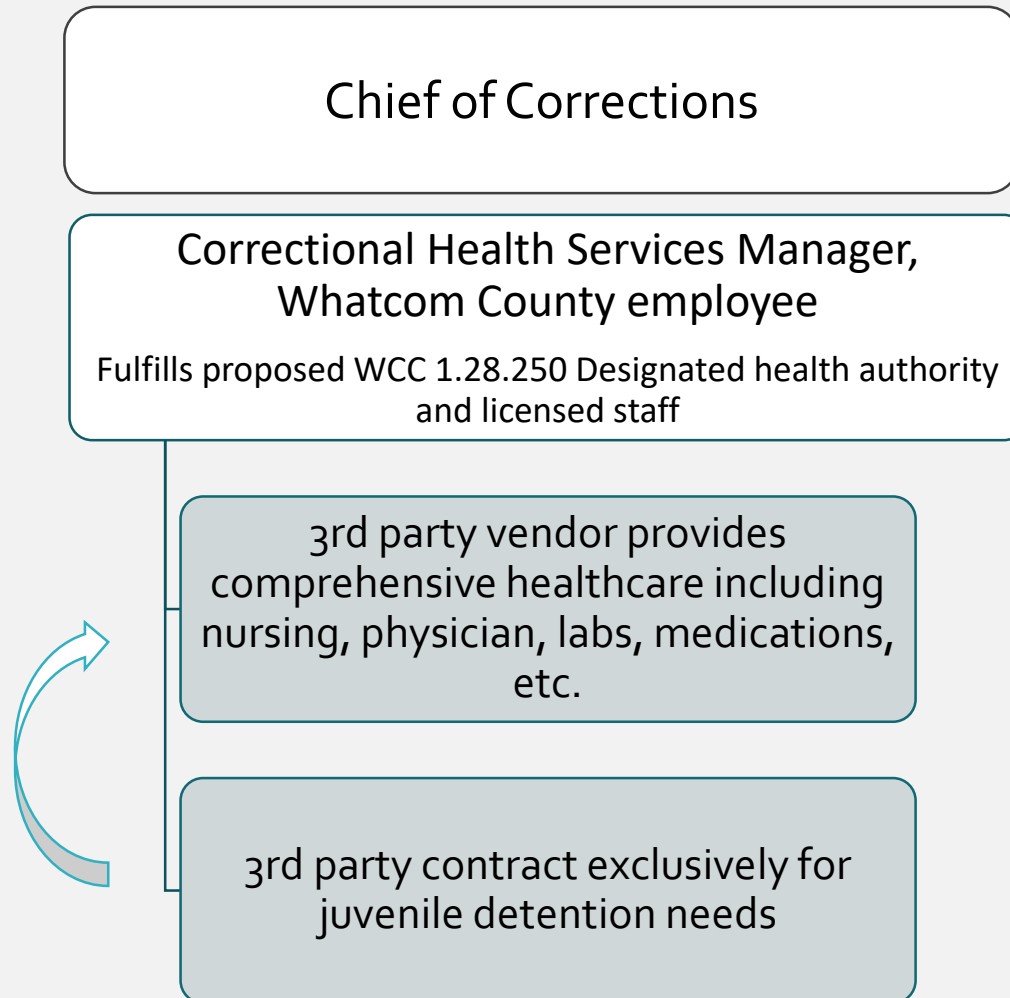 Chief of Corrections
Correctional Health Services Manager,
Whatcom County employee
Fulfills proposed WCC 1.28.250 Designated health authority
and licensed staff
3rd party vendor provides
comprehensive healthcare including
nursing, physician, labs, medications,
etc.
3rd party contract exclusively for
juvenile detention needs